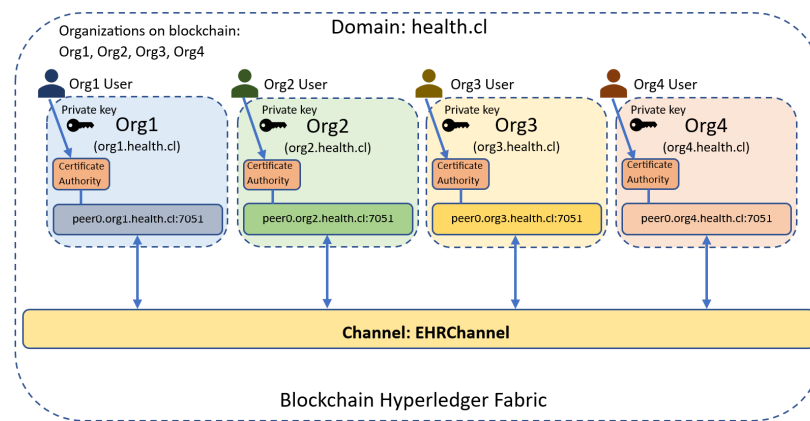 Domain: health.cl
Organizations on blockchain:
Org1, Org2, Org3, Org4
Org1 User
Private key
Org1
(org1.health.cl)
Certificate
Authority
peer0.org1.health.cl:7051
Org2 User
Private key
Org2
(org2.health.cl)
Certificate
Authority
peer0.org2.health.cl:7051
Org3 User
Private key
Org3
(org3.health.cl)
Certificate
Authority
peer0.org3.health.cl:7051
Org4 User
Private key
Org4
(org4.health.cl)
Certificate
Authority
peer0.org4.health.cl:7051
Channel: EHRChannel
Blockchain Hyperledger Fabric